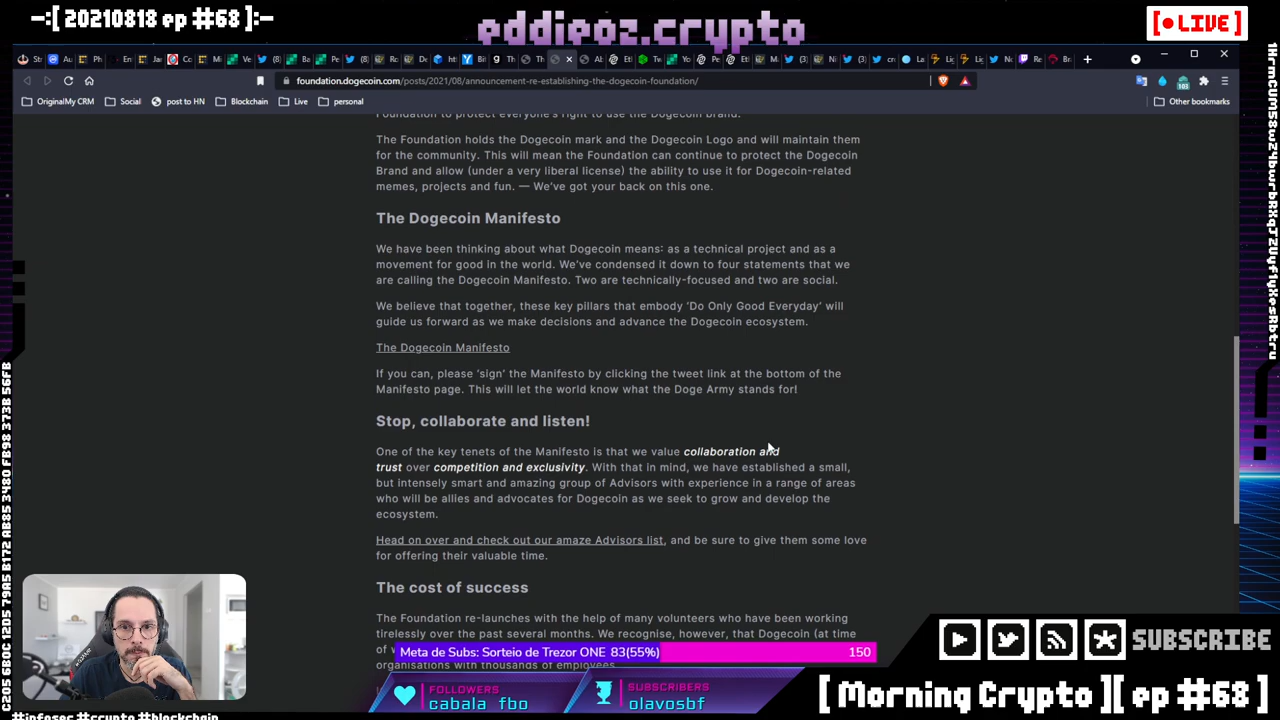 -:[ 20210818 ep #68 ]:-
eddieoz.crypto
[● LIVE ]
foundation.dogecoin.com/posts/2021/08/announcement-re-establishing-the-dogecoin-foundation/
OriginalMy CRM
Social
post to HN
Blockchain
Live
personal
Other bookmarks
Foundation to protect everyone's right to use the Dogecoin brand.
The Foundation holds the Dogecoin mark and the Dogecoin Logo and will maintain them
for the community. This will mean the Foundation can continue to protect the Dogecoin
Brand and allow (under a very liberal license) the ability to use it for Dogecoin-related
memes, projects and fun. — We've got your back on this one.
The Dogecoin Manifesto
We have been thinking about what Dogecoin means: as a technical project and as a
movement for good in the world. We've condensed it down to four statements that we
are calling the Dogecoin Manifesto. Two are technically-focused and two are social.
We believe that together, these key pillars that embody 'Do Only Good Everyday' will
guide us forward as we make decisions and advance the Dogecoin ecosystem.
The Dogecoin Manifesto
If you can, please 'sign' the Manifesto by clicking the tweet link at the bottom of the
Manifesto page. This will let the world know what the Doge Army stands for!
Stop, collaborate and listen!
One of the key tenets of the Manifesto is that we value collaboration and
trust over competition and exclusivity. With that in mind, we have established a small,
but intensely smart and amazing group of Advisors with experience in a range of areas
who will be allies and advocates for Dogecoin as we seek to grow and develop the
ecosystem.
Head on over and check out our amaze Advisors list, and be sure to give them some love
for offering their valuable time.
The cost of success
The Foundation re-launches with the help of many volunteers who have been working
tirelessly over the past several months. We recognise, however, that Dogecoin (at time
organisations with thousands of employees.
Meta de Subs: Sorteio de Trezor ONE 83(55%)
150
FOLLOWERS
cabala_fbo
SUBSCRIBERS
olavosbf
SUBSCRIBE
[ Morning Crypto ][ ep #68 ]
#infosec #crypto #blockchain